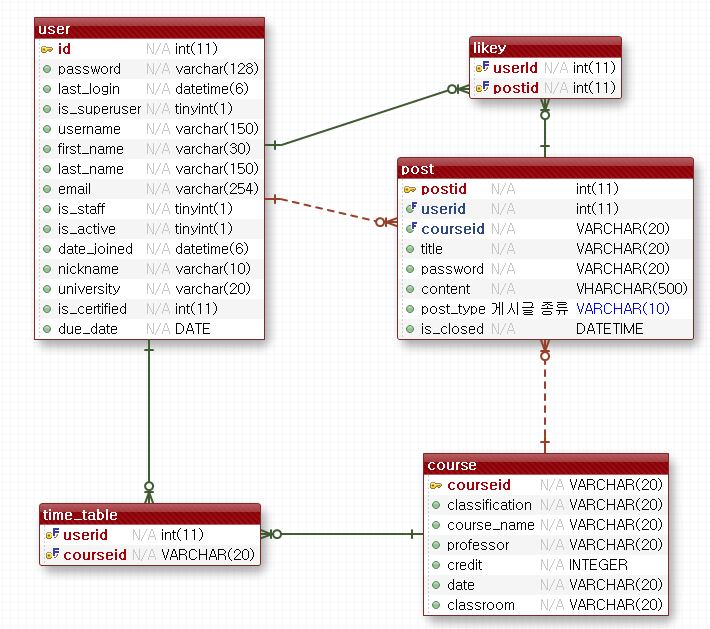 user
id N/A int(11)
password N/A varchar(128)
last_login N/A datetime(6)
is_superuser N/A tinyint(1)
username N/A varchar(150)
first_name N/A varchar(30)
last_name N/A varchar(150)
email N/A varchar(254)
is_staff N/A tinyint(1)
is_active N/A tinyint(1)
date_joined N/A datetime(6)
nickname N/A varchar(10)
university N/A varchar(20)
is_certified N/A int(11)
due_date N/A DATE
likey
userId N/A int(11)
postid N/A int(11)
post
postid N/A int(11)
userid N/A int(11)
courseid N/A VARCHAR(20)
title N/A VARCHAR(20)
password N/A VARCHAR(20)
content N/A VHARCHAR(500)
post_type 게시글 종류 VARCHAR(10)
is_closed N/A DATETIME
time_table
userid N/A int(11)
courseid N/A VARCHAR(20)
course
courseid N/A VARCHAR(20)
classification N/A VARCHAR(20)
course_name N/A VARCHAR(20)
professor N/A VARCHAR(20)
credit N/A INTEGER
date N/A VARCHAR(20)
classroom N/A VARCHAR(20)